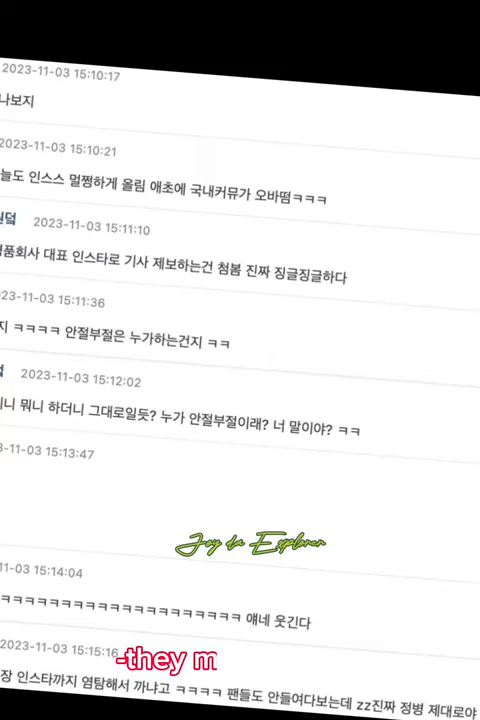 2023-11-03 15:10:17
나보지
2023-11-03 15:10:21
늘도 인스스 멀쩡하게 올림 애초에 국내커뮤가 오바떰ㅋㅋㅋ
덬 2023-11-03 15:11:10
명품회사 대표 인스타로 기사 제보하는건 첨봄 진짜 징글징글하다
23-11-03 15:11:36
지 ㅋㅋㅋㅋ 안절부절은 누가하는건지 ㅋㅋ
2023-11-03 15:12:02
니 뭐니 하더니 그대로일듯? 누가 안절부절이래? 너 말이야? ㅋㅋ
3-11-03 15:13:47
Joy da Explorer
11-03 15:14:04
ㅋㅋㅋㅋㅋㅋㅋㅋㅋㅋㅋㅋㅋㅋㅋㅋㅋㅋㅋㅋ 얘네 웃긴다
2023-11-03 15:15:16
-they m
장 인스타까지 염탐해서 까냐고 ㅋㅋㅋㅋ 팬들도 안들여다보는데 zz진짜 정병 제대로야